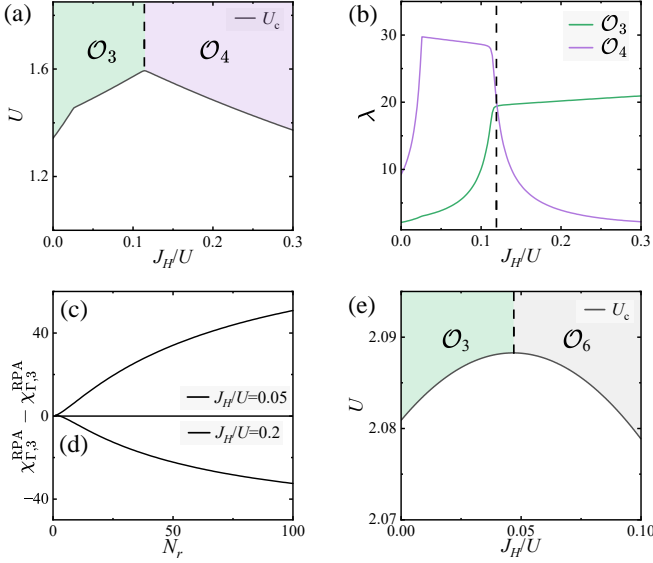 (a)
U_c
𝒪_3
𝒪_4
U
1.6
1.2
0.0 0.1 0.2 0.3
J_H/U
(b)
𝒪_3
𝒪_4
λ
30
20
10
0.0 0.1 0.2 0.3
J_H/U
(c)
χ^RPA_Γ,3 − χ^RPA_Γ,3
40
0
−40
J_H/U=0.05
(d)
J_H/U=0.2
0 50 100
N_r
(e)
U_c
𝒪_3
𝒪_6
U
2.09
2.08
2.07
0.00 0.05 0.10
J_H/U